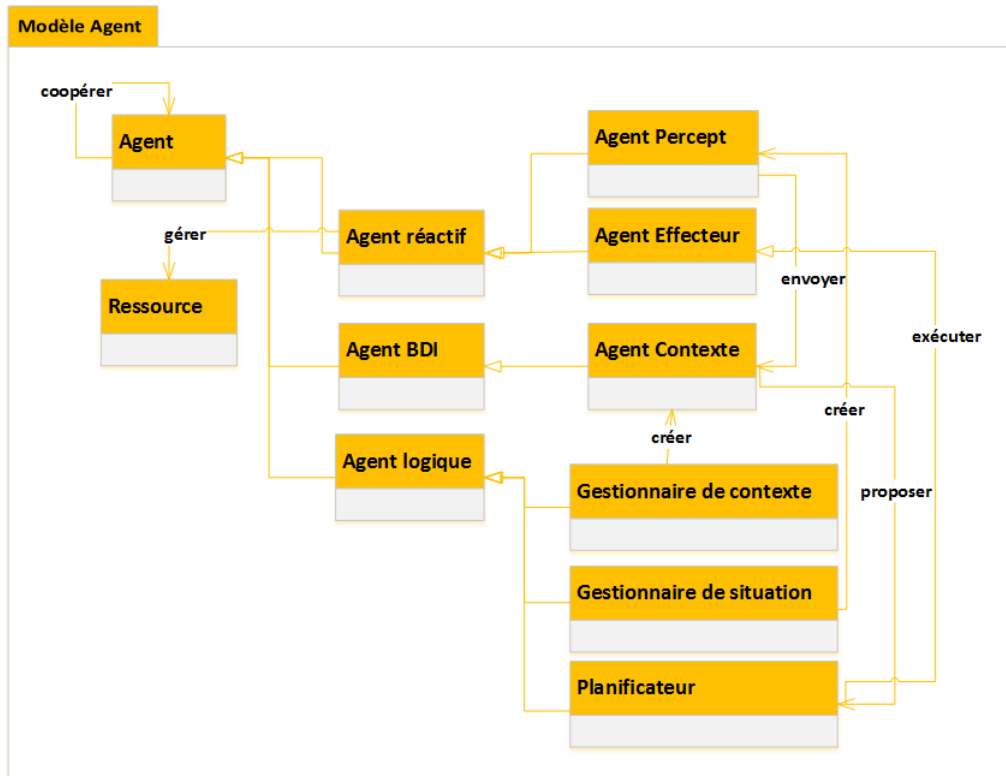 Modèle Agent
coopérer
Agent
Agent Percept
gérer
Agent réactif
Agent Effecteur
envoyer
Ressource
exécuter
Agent BDI
Agent Contexte
créer
créer
Agent logique
Gestionnaire de contexte
proposer
Gestionnaire de situation
Planificateur